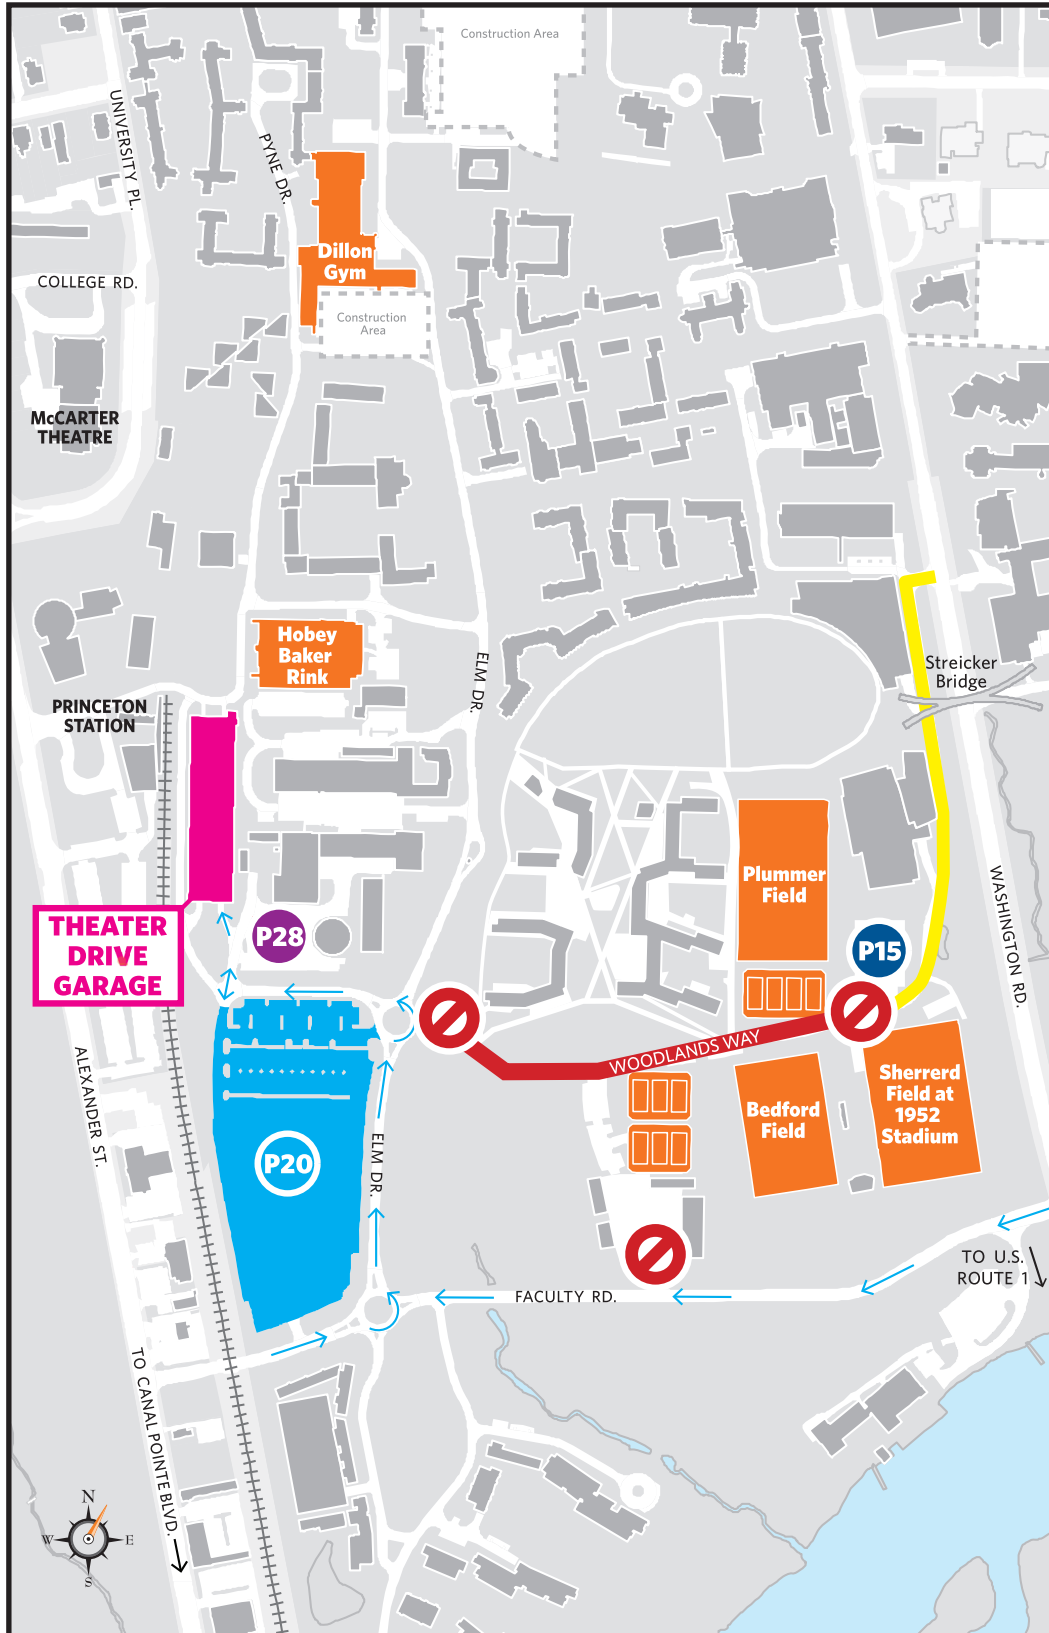 Construction Area
UNIVERSITY PL.
PYNE DR.
Dillon
Gym
COLLEGE RD.
Construction
Area
McCARTER
THEATRE
Hobey
Baker
Rink
ELM DR.
Streicker
Bridge
PRINCETON
STATION
Plummer
Field
WASHINGTON RD.
THEATER
DRIVE
GARAGE
P28
P15
WOODLANDS WAY
ALEXANDER ST.
Sherrerd
Field at
1952
Stadium
Bedford
Field
P20
ELM DR.
TO U.S.
ROUTE 1
FACULTY RD.
TO CANAL POINTE BLVD.
N
W
E
S